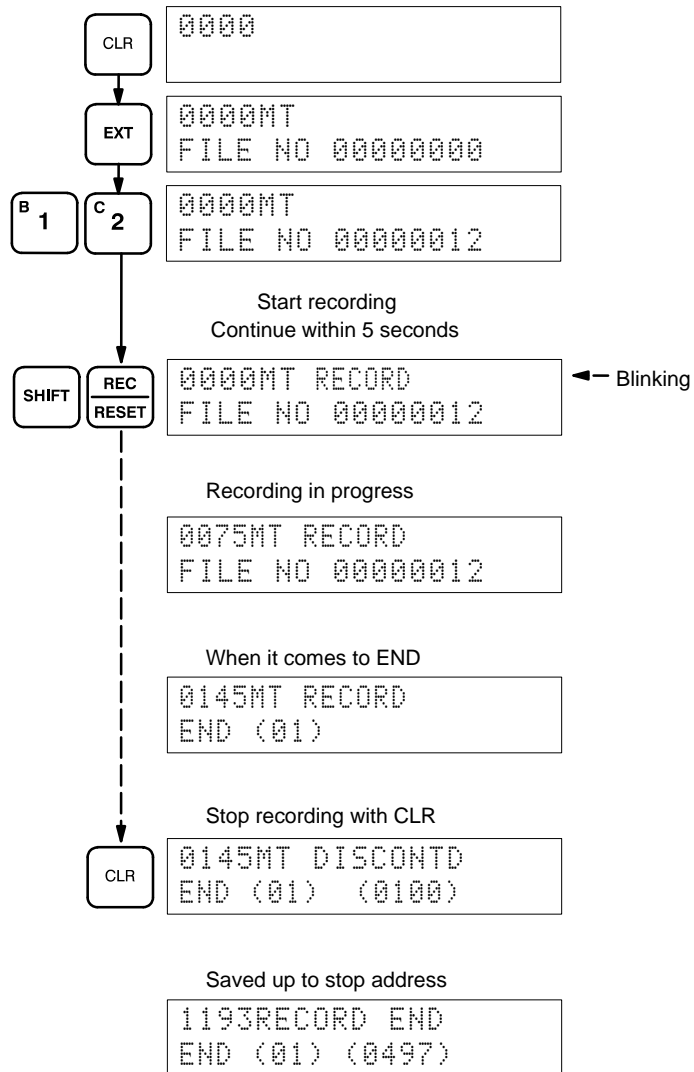 CLR
0000
EXT
0000MT
FILE NO 00000000
B 1 C 2
0000MT
FILE NO 00000012
Start recording
Continue within 5 seconds
SHIFT REC RESET
0000MT RECORD
FILE NO 00000012
Blinking
Recording in progress
0075MT RECORD
FILE NO 00000012
When it comes to END
0145MT RECORD
END (01)
Stop recording with CLR
CLR
0145MT DISCONTD
END (01) (0100)
Saved up to stop address
1193RECORD END
END (01) (0497)